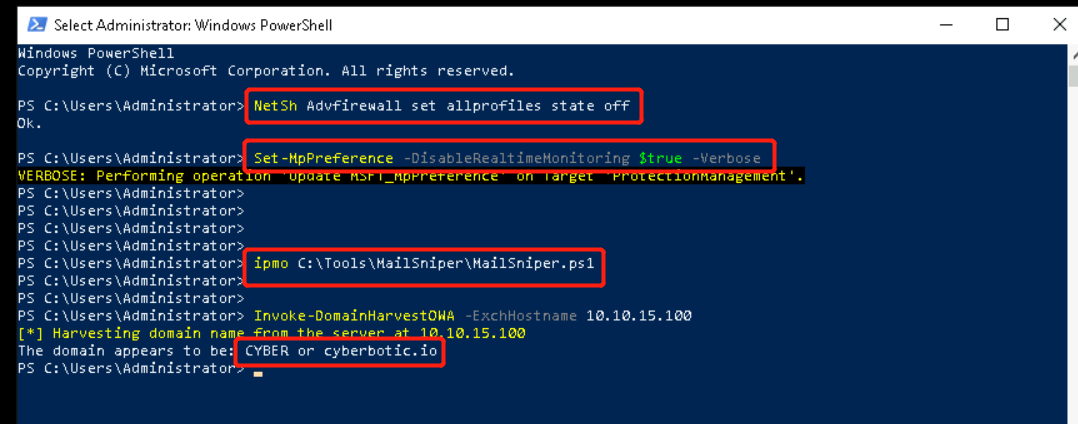 Select Administrator: Windows PowerShell
Windows PowerShell
Copyright (C) Microsoft Corporation. All rights reserved.
PS C:\Users\Administrator> NetSh Advfirewall set allprofiles state off
Ok.
PS C:\Users\Administrator> Set-MpPreference -DisableRealtimeMonitoring $true -Verbose
VERBOSE: Performing operation 'Update MSFT_MpPreference' on Target 'ProtectionManagement'.
PS C:\Users\Administrator>
PS C:\Users\Administrator>
PS C:\Users\Administrator>
PS C:\Users\Administrator>
PS C:\Users\Administrator> ipmo C:\Tools\MailSniper\MailSniper.ps1
PS C:\Users\Administrator>
PS C:\Users\Administrator>
PS C:\Users\Administrator> Invoke-DomainHarvestOWA -ExchHostname 10.10.15.100
[*] Harvesting domain name from the server at 10.10.15.100
The domain appears to be: CYBER or cyberbotic.io
PS C:\Users\Administrator>